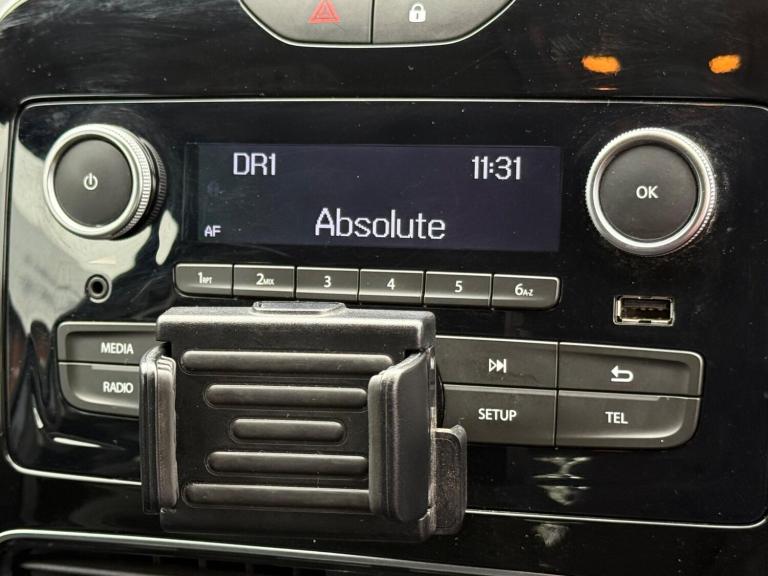 DR1 11:31
Absolute
AF
OK
1RPT 2MIX 3 4 5 6A-Z
MEDIA
RADIO
SETUP TEL